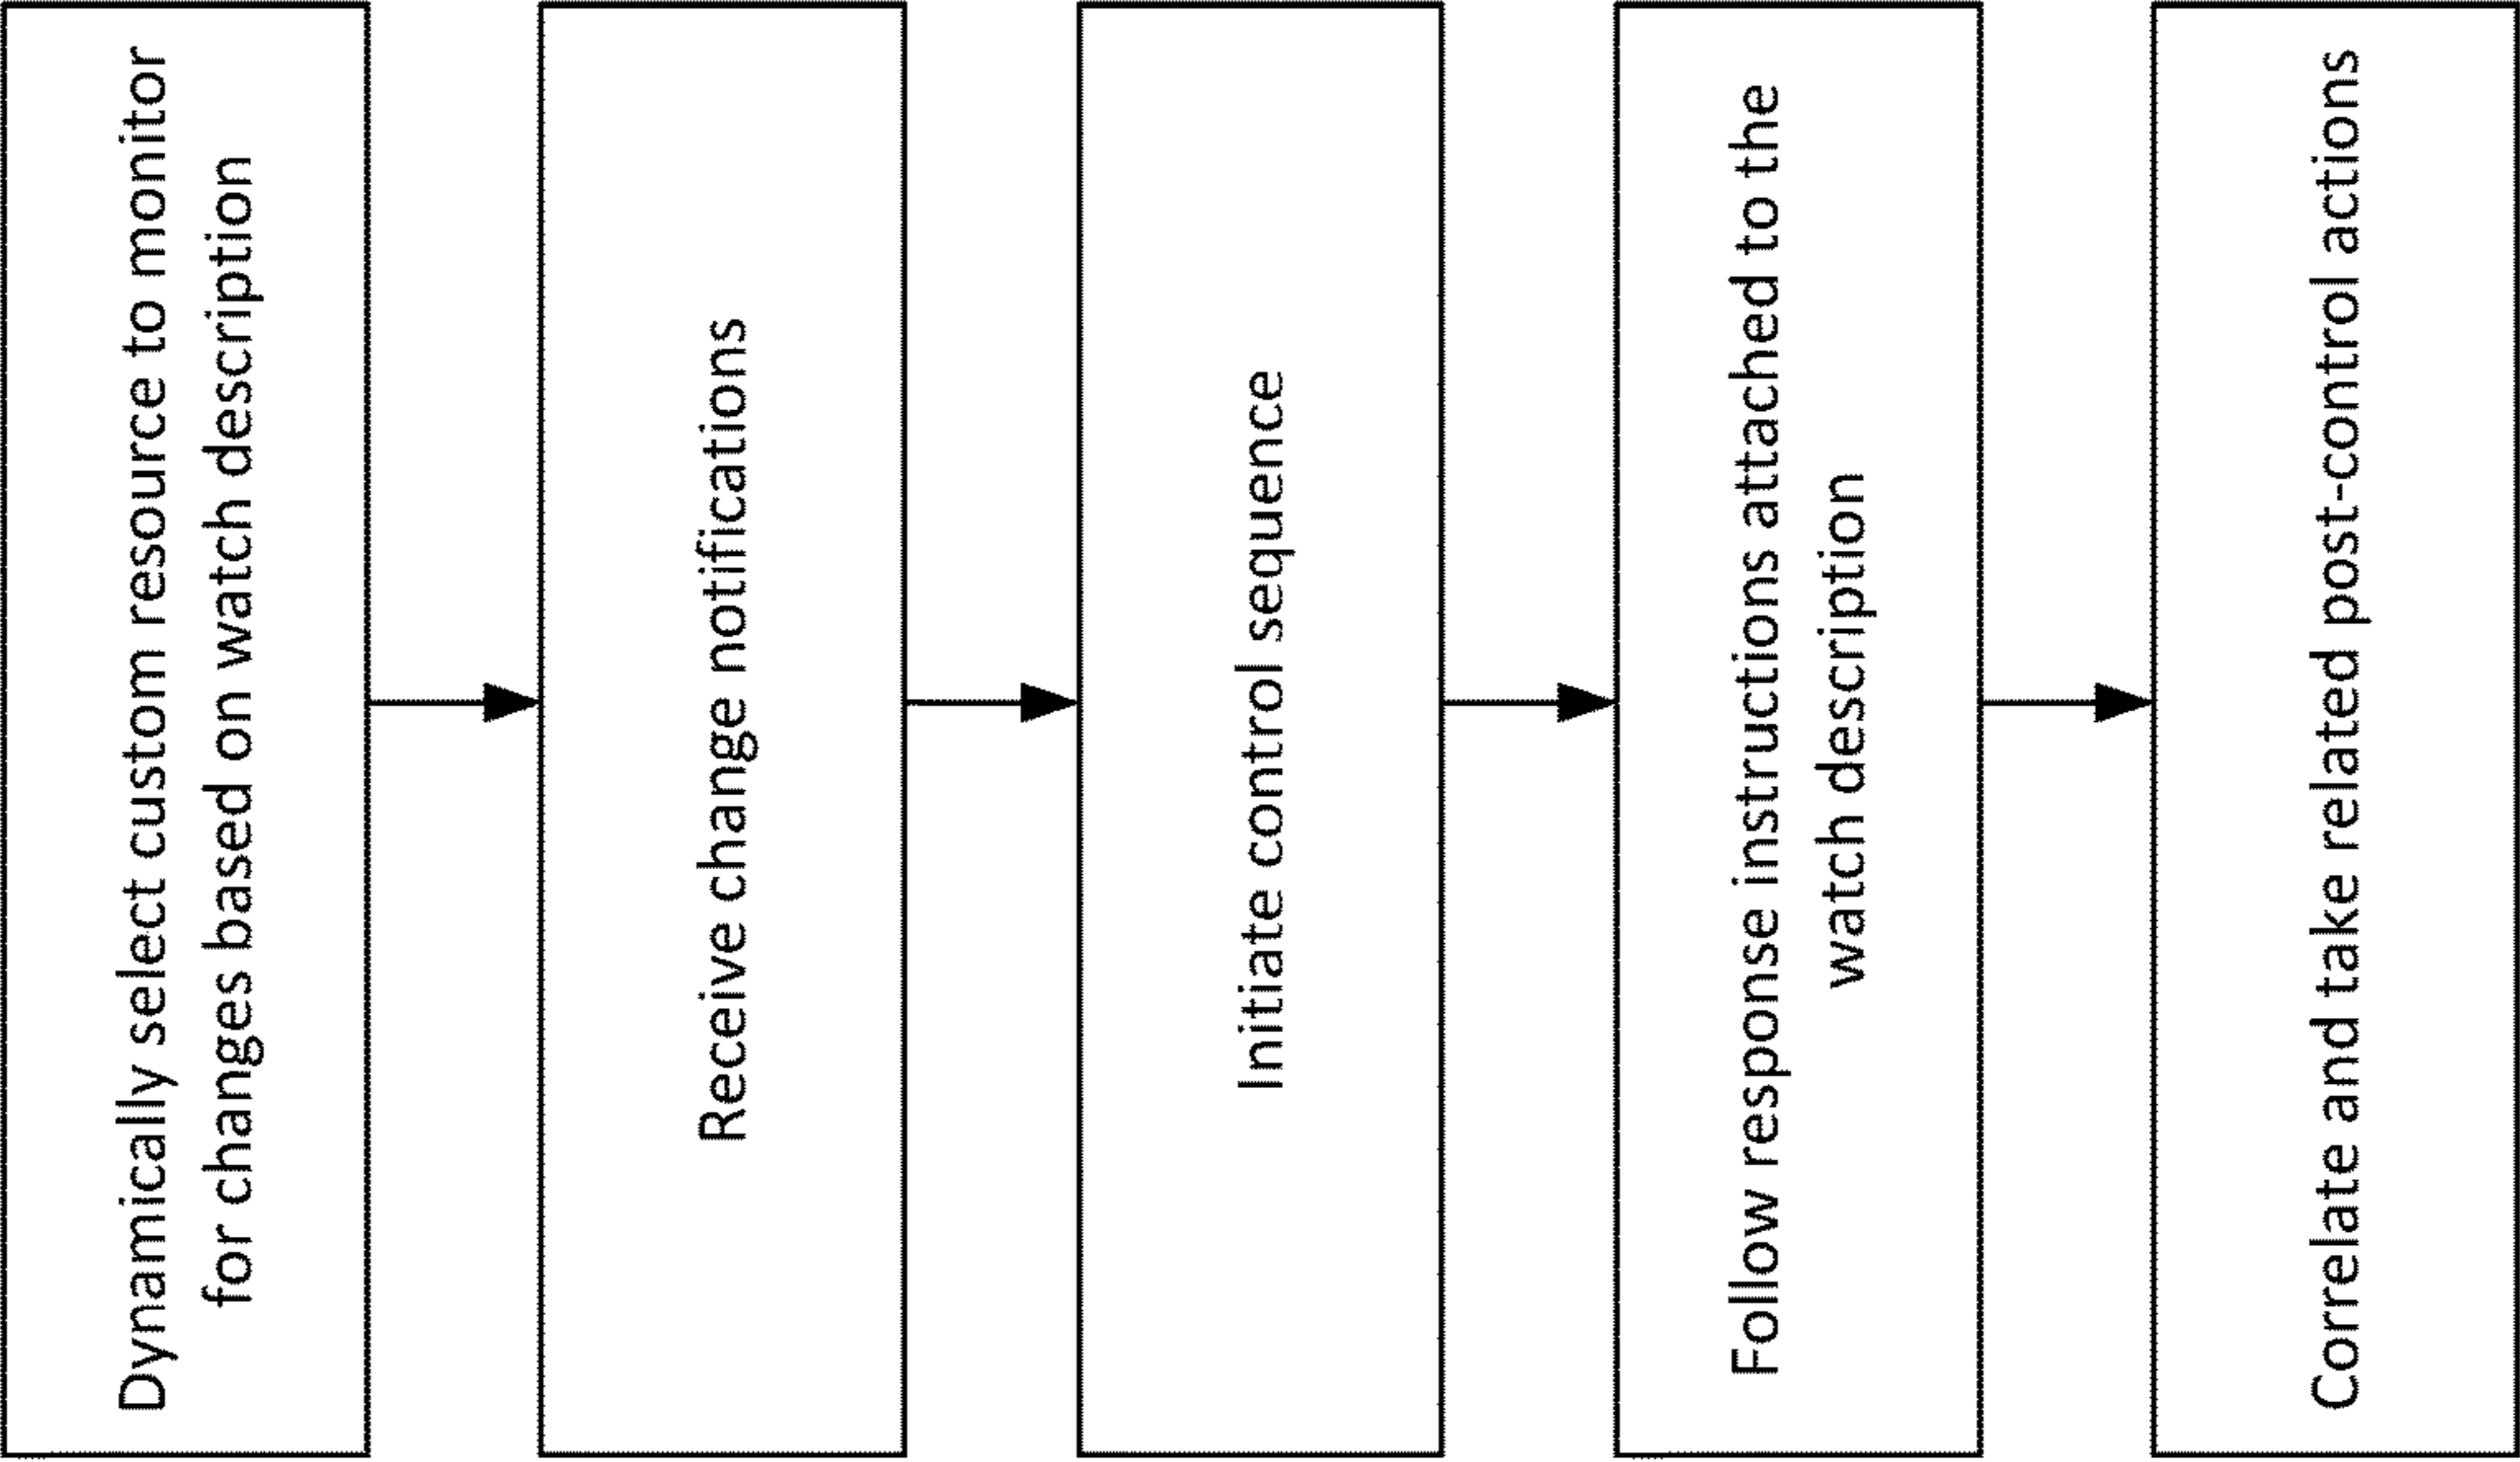 Dynamically select custom resource to monitor
for changes based on watch description
Receive change notifications
Initiate control sequence
Follow response instructions attached to the
watch description
Correlate and take related post-control actions